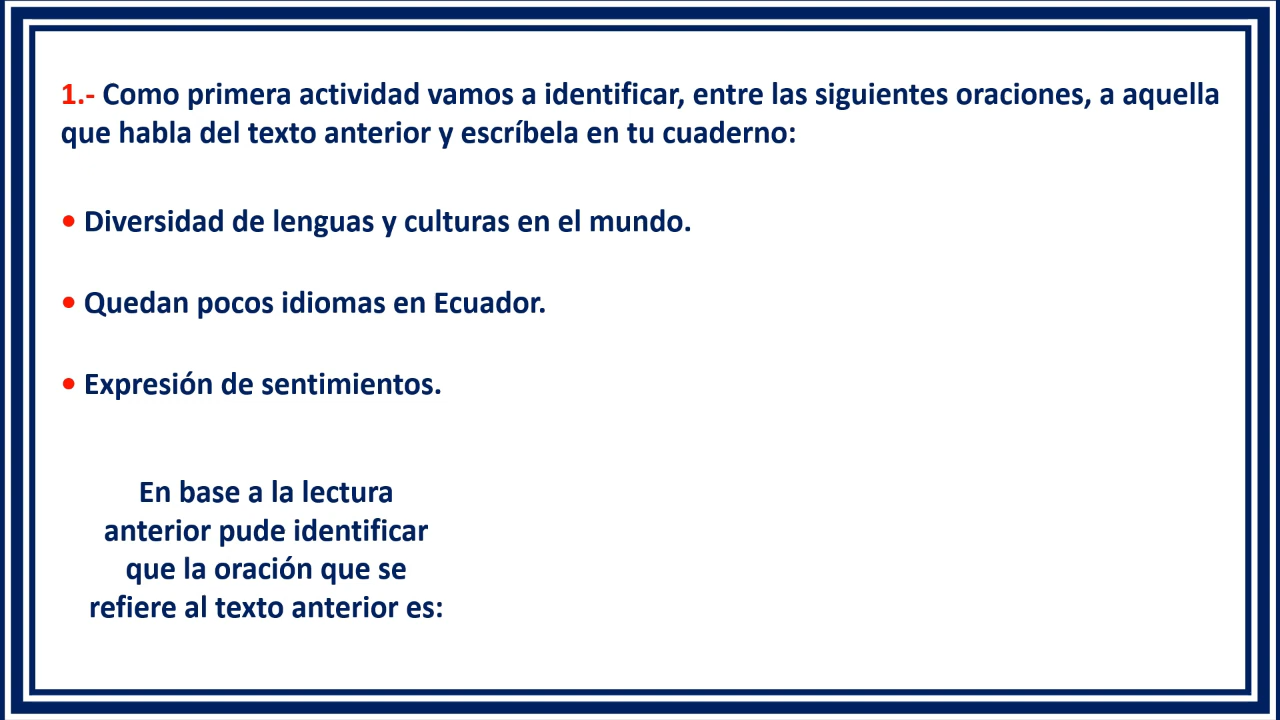 1.- Como primera actividad vamos a identificar, entre las siguientes oraciones, a aquella
que habla del texto anterior y escríbela en tu cuaderno:
• Diversidad de lenguas y culturas en el mundo.
• Quedan pocos idiomas en Ecuador.
• Expresión de sentimientos.
En base a la lectura
anterior pude identificar
que la oración que se
refiere al texto anterior es: